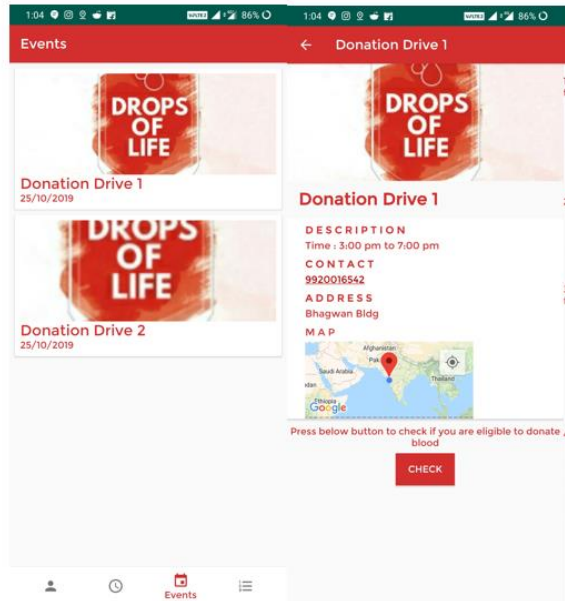 1:04 86%
Events
DROPS
OF
LIFE
Donation Drive 1
25/10/2019
DROPS
OF
LIFE
Donation Drive 2
25/10/2019
Events
1:04 86%
Donation Drive 1
DROPS
OF
LIFE
Donation Drive 1
DESCRIPTION
Time : 3:00 pm to 7:00 pm
CONTACT
9920016542
ADDRESS
Bhagwan Bldg
MAP
Afghanistan
Saudi Arabia
Thailand
Ethiopia
Google
Press below button to check if you are eligible to donate
blood
CHECK